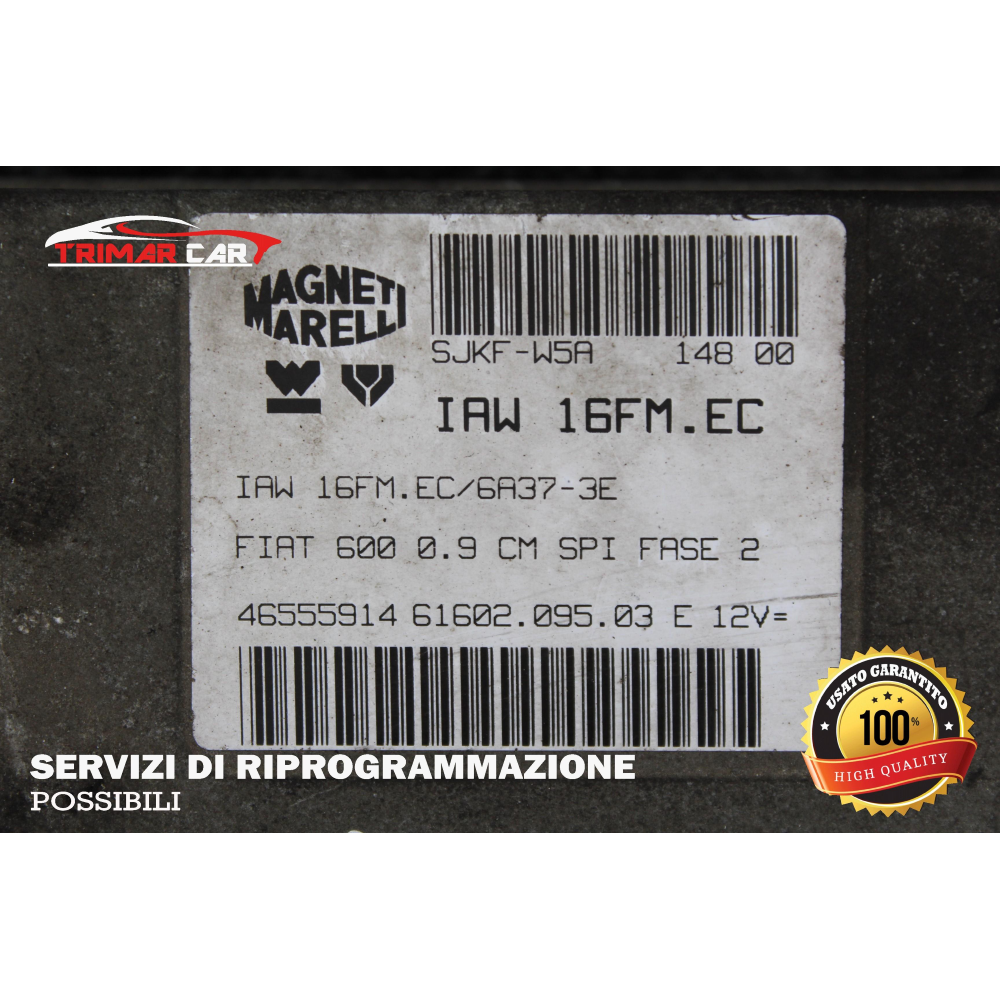 TRIMAR CAR
MAGNETI
MARELLI
SJKF-W5A 148 00
IAW 16FM.EC
IAW 16FM.EC/6A37-3E
FIAT 600 0.9 CM SPI FASE 2
46555914 61602.095.03 E 12V=
USATO GARANTITO
100%
HIGH QUALITY
SERVIZI DI RIPROGRAMMAZIONE
POSSIBILI